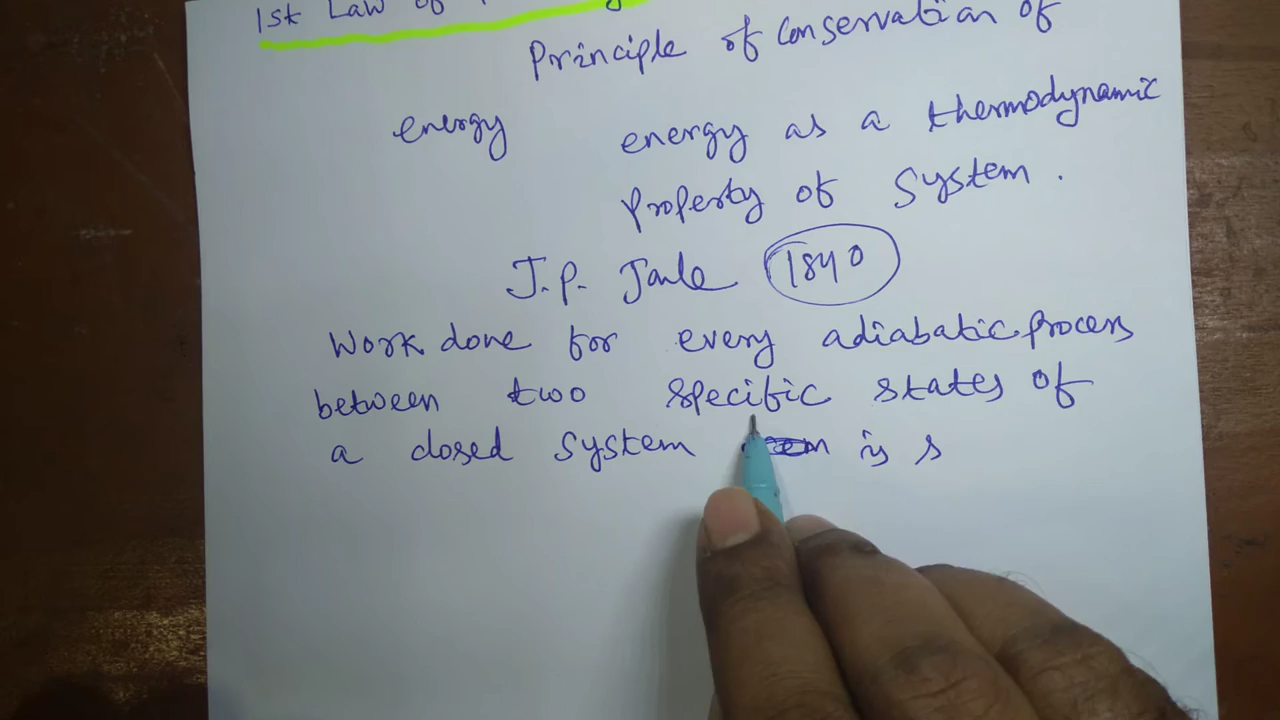 1st Law of
Principle of Conservation of
energy energy as a thermodynamic
property of System.
J.P. Joule 1840
Work done for every adiabatic process
between two specific states of
a closed system is s